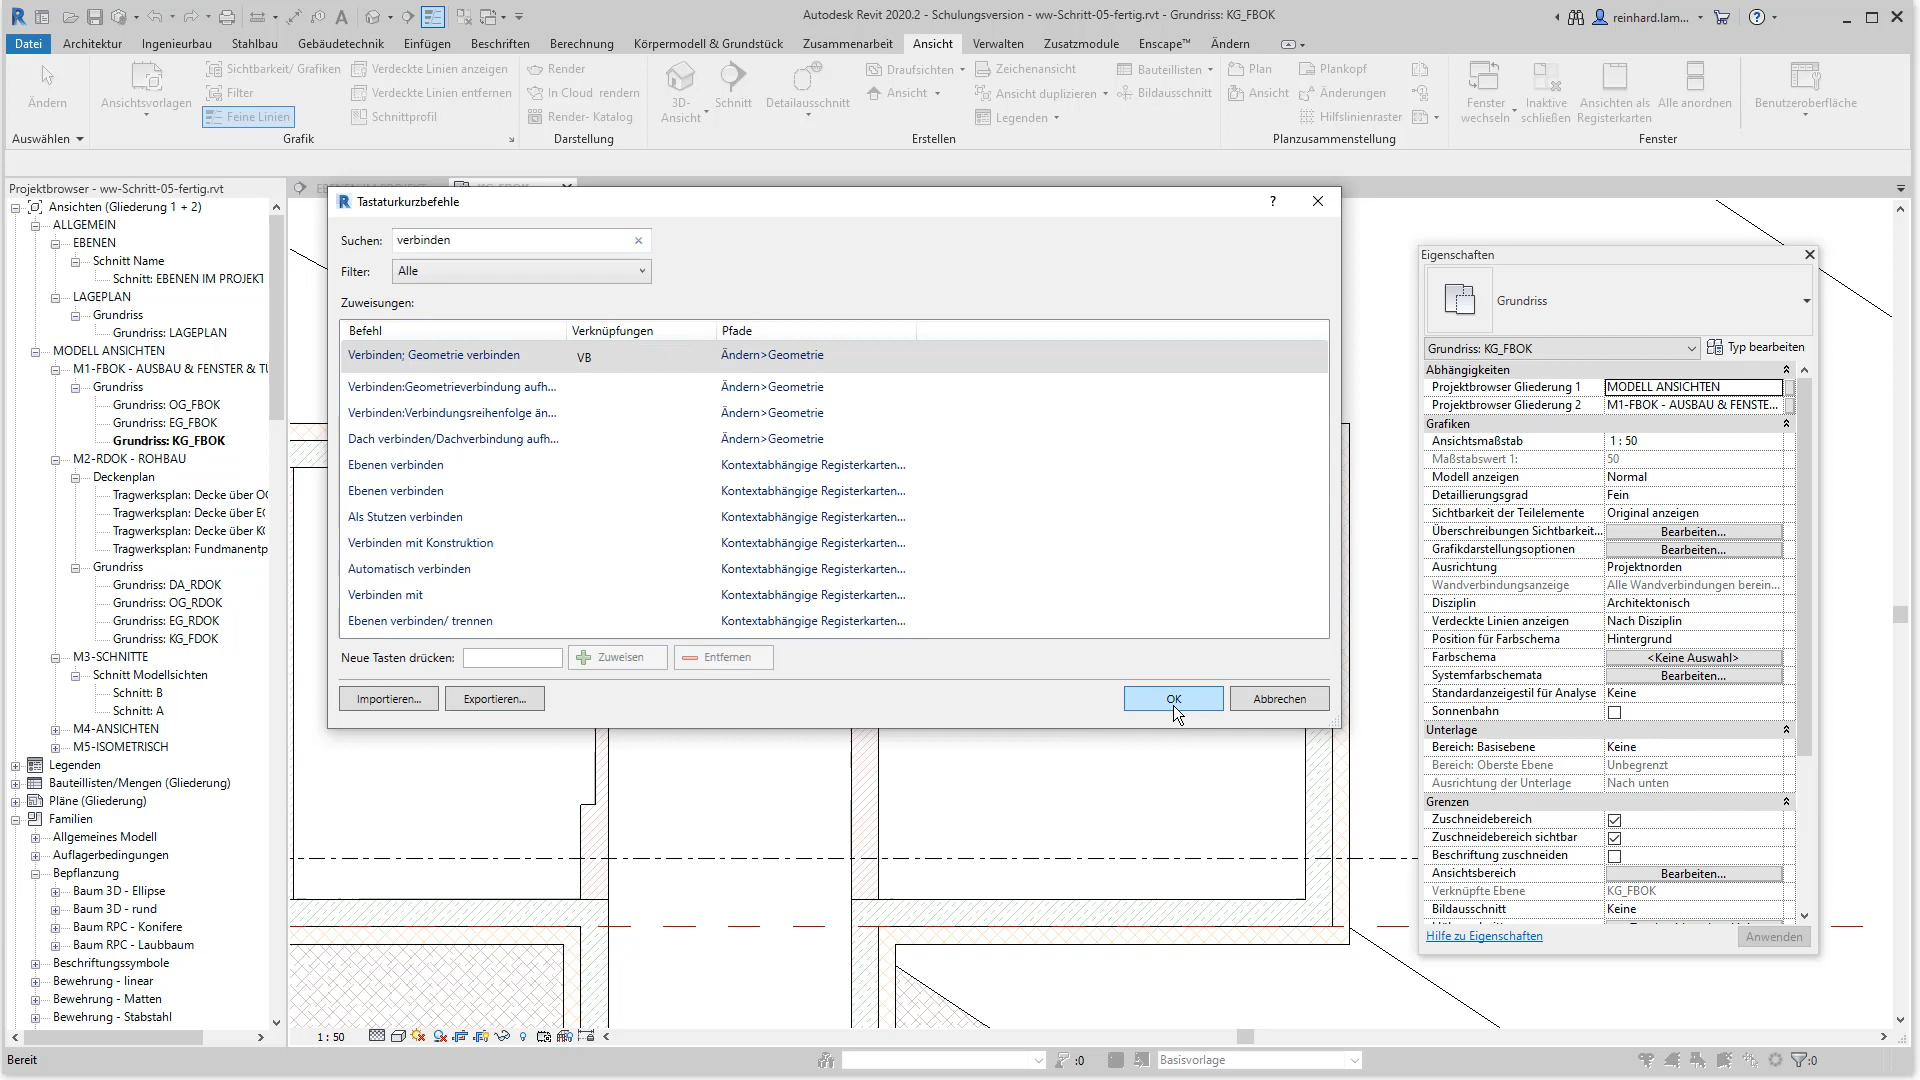 Autodesk Revit 2020.2 - Schulungsversion - ww-Schritt-05-fertig.rvt - Grundriss: KG_FBOK
reinhard.lam...
Datei Architektur Ingenieurbau Stahlbau Gebäudetechnik Einfügen Beschriften Berechnung Körpermodell & Grundstück Zusammenarbeit Ansicht Verwalten Zusatzmodule Enscape™ Ändern
Ändern
Auswählen
Ansichtsvorlagen
Sichtbarkeit/ Grafiken
Filter
Feine Linien
Verdeckte Linien anzeigen
Verdeckte Linien entfernen
Schnittprofil
Grafik
Render
In Cloud rendern
Render- Katalog
Darstellung
3D-
Ansicht
Schnitt
Detailausschnitt
Draufsichten
Ansicht
Zeichenansicht
Ansicht duplizieren
Legenden
Bauteillisten
Bildausschnitt
Erstellen
Plan
Ansicht
Plankopf
Änderungen
Hilfslinienraster
Planzusammenstellung
Fenster
wechseln
Inaktive
schließen
Ansichten als
Registerkarten
Alle anordnen
Fenster
Benutzeroberfläche
Projektbrowser - ww-Schritt-05-fertig.rvt
Ansichten (Gliederung 1 + 2)
ALLGEMEIN
EBENEN
Schnitt Name
Schnitt: EBENEN IM PROJEKT
LAGEPLAN
Grundriss
Grundriss: LAGEPLAN
MODELL ANSICHTEN
M1-FBOK - AUSBAU & FENSTER & TÜ
Grundriss
Grundriss: OG_FBOK
Grundriss: EG_FBOK
Grundriss: KG_FBOK
M2-RDOK - ROHBAU
Deckenplan
Tragwerksplan: Decke über OG
Tragwerksplan: Decke über EG
Tragwerksplan: Decke über KG
Tragwerksplan: Fundmanentp
Grundriss
Grundriss: DA_RDOK
Grundriss: OG_RDOK
Grundriss: EG_RDOK
Grundriss: KG_FDOK
M3-SCHNITTE
Schnitt Modellsichten
Schnitt: B
Schnitt: A
M4-ANSICHTEN
M5-ISOMETRISCH
Legenden
Bauteillisten/Mengen (Gliederung)
Pläne (Gliederung)
Familien
Allgemeines Modell
Auflagerbedingungen
Bepflanzung
Baum 3D - Ellipse
Baum 3D - rund
Baum RPC - Konifere
Baum RPC - Laubbaum
Beschriftungssymbole
Bewehrung - linear
Bewehrung - Matten
Bewehrung - Stabstahl
Tastaturkurzbefehle
Suchen: verbinden
Filter: Alle
Zuweisungen:
Befehl Verknüpfungen Pfade
Verbinden; Geometrie verbinden VB Ändern>Geometrie
Verbinden:Geometrieverbindung aufh... Ändern>Geometrie
Verbinden:Verbindungsreihenfolge än... Ändern>Geometrie
Dach verbinden/Dachverbindung aufh... Ändern>Geometrie
Ebenen verbinden Kontextabhängige Registerkarten...
Ebenen verbinden Kontextabhängige Registerkarten...
Als Stutzen verbinden Kontextabhängige Registerkarten...
Verbinden mit Konstruktion Kontextabhängige Registerkarten...
Automatisch verbinden Kontextabhängige Registerkarten...
Verbinden mit Kontextabhängige Registerkarten...
Ebenen verbinden/ trennen Kontextabhängige Registerkarten...
Neue Tasten drücken: Zuweisen Entfernen
Importieren... Exportieren... OK Abbrechen
Eigenschaften
Grundriss
Grundriss: KG_FBOK Typ bearbeiten
Abhängigkeiten
Projektbrowser Gliederung 1 MODELL ANSICHTEN
Projektbrowser Gliederung 2 M1-FBOK - AUSBAU & FENSTE...
Grafiken
Ansichtsmaßstab 1 : 50
Maßstabswert 1: 50
Modell anzeigen Normal
Detaillierungsgrad Fein
Sichtbarkeit der Teilelemente Original anzeigen
Überschreibungen Sichtbarkeit... Bearbeiten...
Grafikdarstellungsoptionen Bearbeiten...
Ausrichtung Projektnorden
Wandverbindungsanzeige Alle Wandverbindungen berein...
Disziplin Architektonisch
Verdeckte Linien anzeigen Nach Disziplin
Position für Farbschema Hintergrund
Farbschema <Keine Auswahl>
Systemfarbschemata Bearbeiten...
Standardanzeigestil für Analyse Keine
Sonnenbahn
Unterlage
Bereich: Basisebene Keine
Bereich: Oberste Ebene Unbegrenzt
Ausrichtung der Unterlage Nach unten
Grenzen
Zuschneidebereich
Zuschneidebereich sichtbar
Beschriftung zuschneiden
Ansichtsbereich Bearbeiten...
Verknüpfte Ebene KG_FBOK
Bildausschnitt Keine
Hilfe zu Eigenschaften Anwenden
1 : 50
Bereit :0 Basisvorlage :0